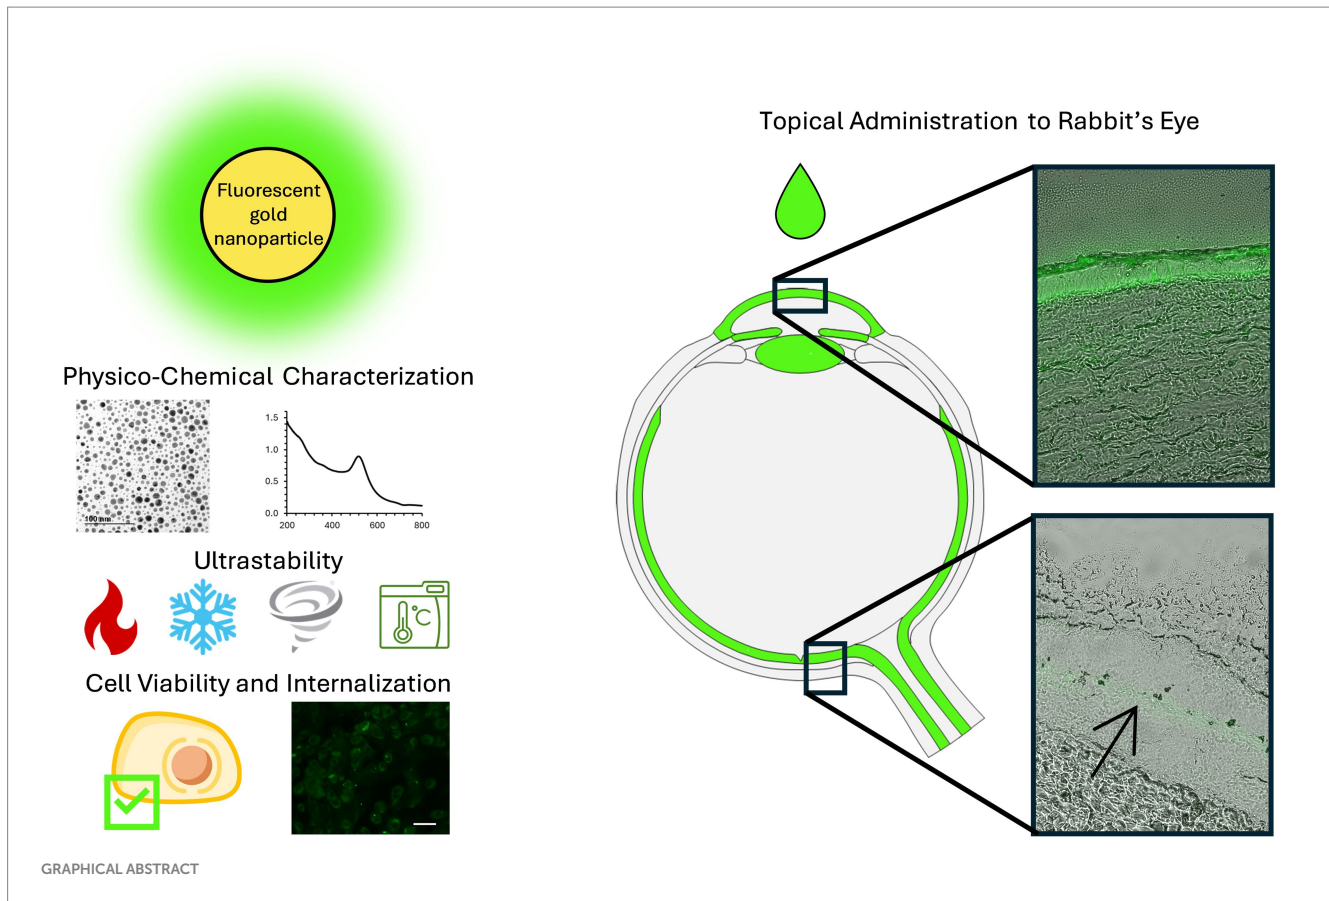 Fluorescent
gold
nanoparticle
Physico-Chemical Characterization
100 nm
1.5
1.0
0.5
0.0
200 400 600 800
Ultrastability
°C
Cell Viability and Internalization
Topical Administration to Rabbit's Eye
GRAPHICAL ABSTRACT